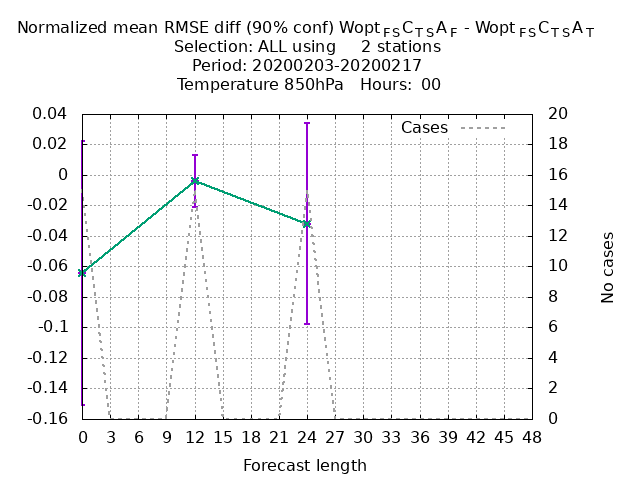 Normalized mean RMSE diff (90% conf) Wopt FS C TS A F - Wopt FS C TS A T
Selection: ALL using 2 stations
Period: 20200203-20200217
Temperature 850hPa Hours: 00
Cases
0.04
0.02
0
-0.02
-0.04
-0.06
-0.08
-0.1
-0.12
-0.14
-0.16
20
18
16
14
12
10
8
6
4
2
0
No cases
0 3 6 9 12 15 18 21 24 27 30 33 36 39 42 45 48
Forecast length